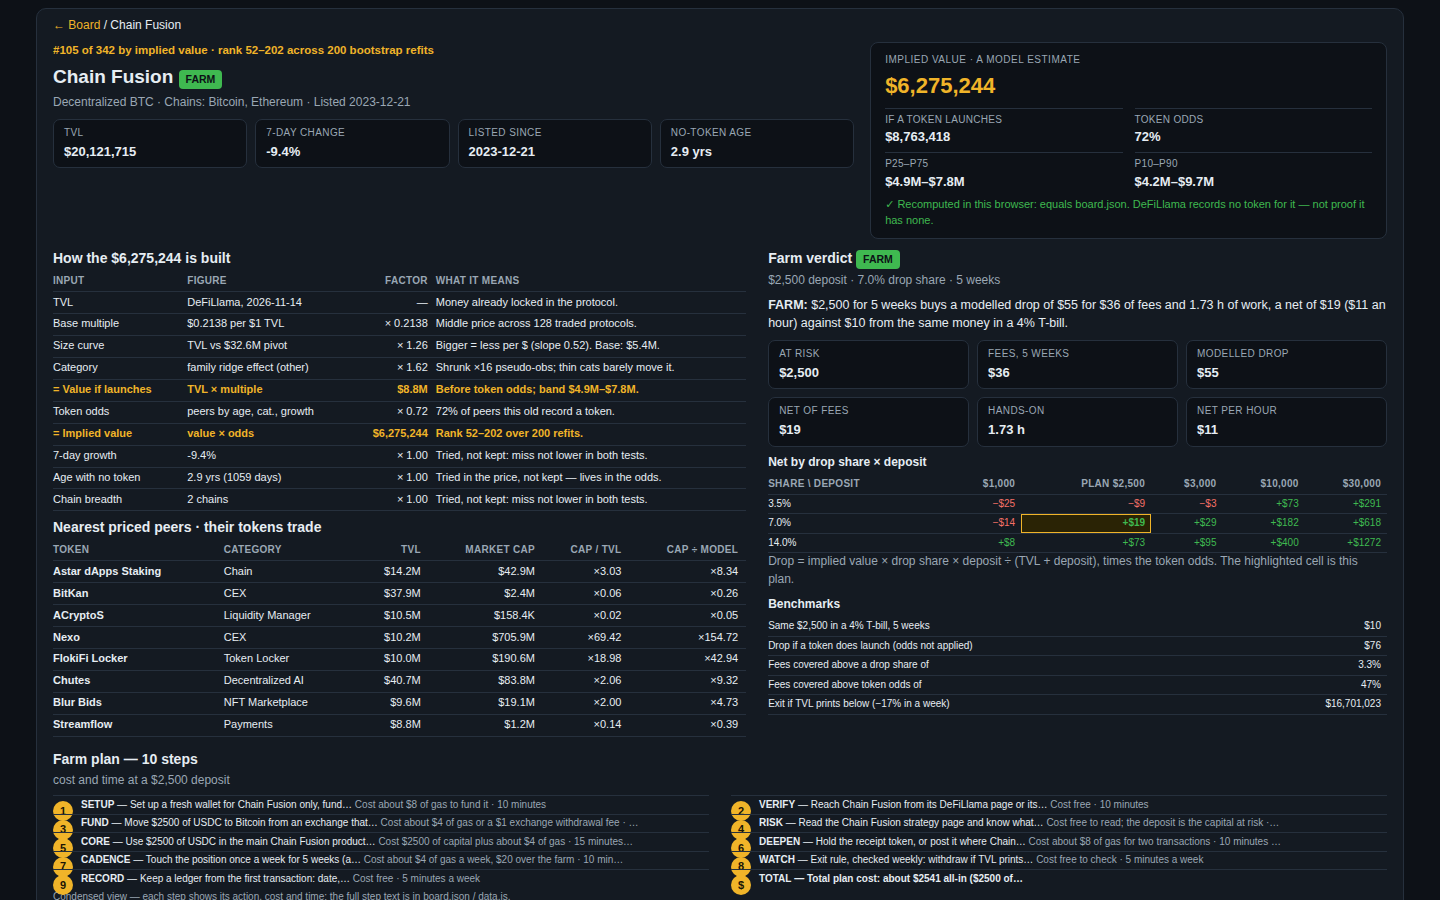 ← Board / Chain Fusion
#105 of 342 by implied value · rank 52–202 across 200 bootstrap refits
Chain Fusion FARM
Decentralized BTC · Chains: Bitcoin, Ethereum · Listed 2023-12-21
TVL
$20,121,715
7-DAY CHANGE
-9.4%
LISTED SINCE
2023-12-21
NO-TOKEN AGE
2.9 yrs
IMPLIED VALUE · A MODEL ESTIMATE
$6,275,244
IF A TOKEN LAUNCHES
$8,763,418
TOKEN ODDS
72%
P25–P75
$4.9M–$7.8M
P10–P90
$4.2M–$9.7M
✓ Recomputed in this browser: equals board.json. DeFiLlama records no token for it — not proof it
has none.
How the $6,275,244 is built
INPUT FIGURE FACTOR WHAT IT MEANS
TVL DeFiLlama, 2026-11-14 — Money already locked in the protocol.
Base multiple $0.2138 per $1 TVL × 0.2138 Middle price across 128 traded protocols.
Size curve TVL vs $32.6M pivot × 1.26 Bigger = less per $ (slope 0.52). Base: $5.4M.
Category family ridge effect (other) × 1.62 Shrunk ×16 pseudo-obs; thin cats barely move it.
= Value if launches TVL × multiple $8.8M Before token odds; band $4.9M–$7.8M.
Token odds peers by age, cat., growth × 0.72 72% of peers this old record a token.
= Implied value value × odds $6,275,244 Rank 52–202 over 200 refits.
7-day growth -9.4% × 1.00 Tried, not kept: miss not lower in both tests.
Age with no token 2.9 yrs (1059 days) × 1.00 Tried in the price, not kept — lives in the odds.
Chain breadth 2 chains × 1.00 Tried, not kept: miss not lower in both tests.
Nearest priced peers · their tokens trade
TOKEN CATEGORY TVL MARKET CAP CAP / TVL CAP ÷ MODEL
Astar dApps Staking Chain $14.2M $42.9M ×3.03 ×8.34
BitKan CEX $37.9M $2.4M ×0.06 ×0.26
ACryptoS Liquidity Manager $10.5M $158.4K ×0.02 ×0.05
Nexo CEX $10.2M $705.9M ×69.42 ×154.72
FlokiFi Locker Token Locker $10.0M $190.6M ×18.98 ×42.94
Chutes Decentralized AI $40.7M $83.8M ×2.06 ×9.32
Blur Bids NFT Marketplace $9.6M $19.1M ×2.00 ×4.73
Streamflow Payments $8.8M $1.2M ×0.14 ×0.39
Farm verdict FARM
$2,500 deposit · 7.0% drop share · 5 weeks
FARM: $2,500 for 5 weeks buys a modelled drop of $55 for $36 of fees and 1.73 h of work, a net of $19 ($11 an
hour) against $10 from the same money in a 4% T-bill.
AT RISK
$2,500
FEES, 5 WEEKS
$36
MODELLED DROP
$55
NET OF FEES
$19
HANDS-ON
1.73 h
NET PER HOUR
$11
Net by drop share × deposit
SHARE \ DEPOSIT $1,000 PLAN $2,500 $3,000 $10,000 $30,000
3.5% −$25 −$9 −$3 +$73 +$291
7.0% −$14 +$19 +$29 +$182 +$618
14.0% +$8 +$73 +$95 +$400 +$1272
Drop = implied value × drop share × deposit ÷ (TVL + deposit), times the token odds. The highlighted cell is this
plan.
Benchmarks
Same $2,500 in a 4% T-bill, 5 weeks $10
Drop if a token does launch (odds not applied) $76
Fees covered above a drop share of 3.3%
Fees covered above token odds of 47%
Exit if TVL prints below (−17% in a week) $16,701,023
Farm plan — 10 steps
cost and time at a $2,500 deposit
1 SETUP — Set up a fresh wallet for Chain Fusion only, fund… Cost about $8 of gas to fund it · 10 minutes
2 VERIFY — Reach Chain Fusion from its DeFiLlama page or its… Cost free · 10 minutes
3 FUND — Move $2500 of USDC to Bitcoin from an exchange that… Cost about $4 of gas or a $1 exchange withdrawal fee · …
4 RISK — Read the Chain Fusion strategy page and know what… Cost free to read; the deposit is the capital at risk ·…
5 CORE — Use $2500 of USDC in the main Chain Fusion product… Cost $2500 of capital plus about $4 of gas · 15 minutes…
6 DEEPEN — Hold the receipt token, or post it where Chain… Cost about $8 of gas for two transactions · 10 minutes …
7 CADENCE — Touch the position once a week for 5 weeks (a… Cost about $4 of gas a week, $20 over the farm · 10 min…
8 WATCH — Exit rule, checked weekly: withdraw if TVL prints… Cost free to check · 5 minutes a week
9 RECORD — Keep a ledger from the first transaction: date,… Cost free · 5 minutes a week
$ TOTAL — Total plan cost: about $2541 all-in ($2500 of…
Condensed view — each step shows its action, cost and time; the full step text is in board.json / data.js.